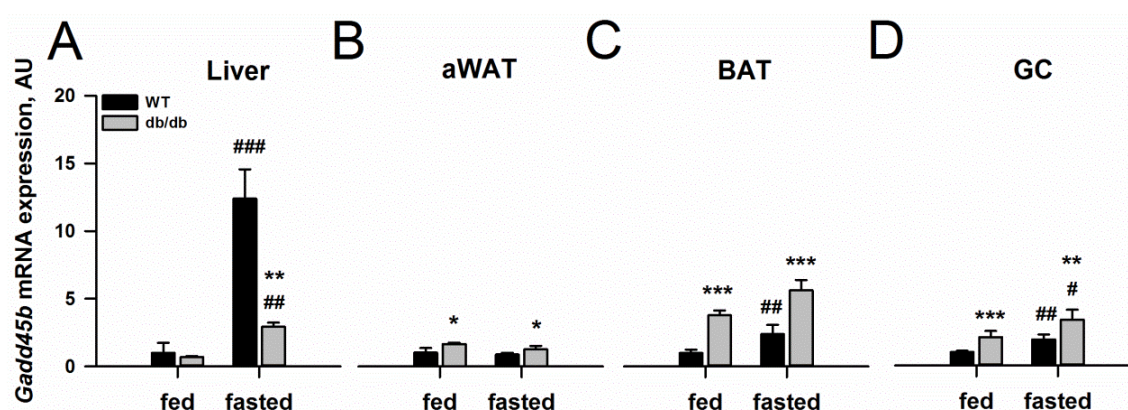 A
B
C
D
Liver
aWAT
BAT
GC
Gadd45b mRNA expression, AU
20
15
10
5
0
WT
db/db
###
**
##
*
*
***
##
***
***
##
**
#
fed fasted
fed fasted
fed fasted
fed fasted